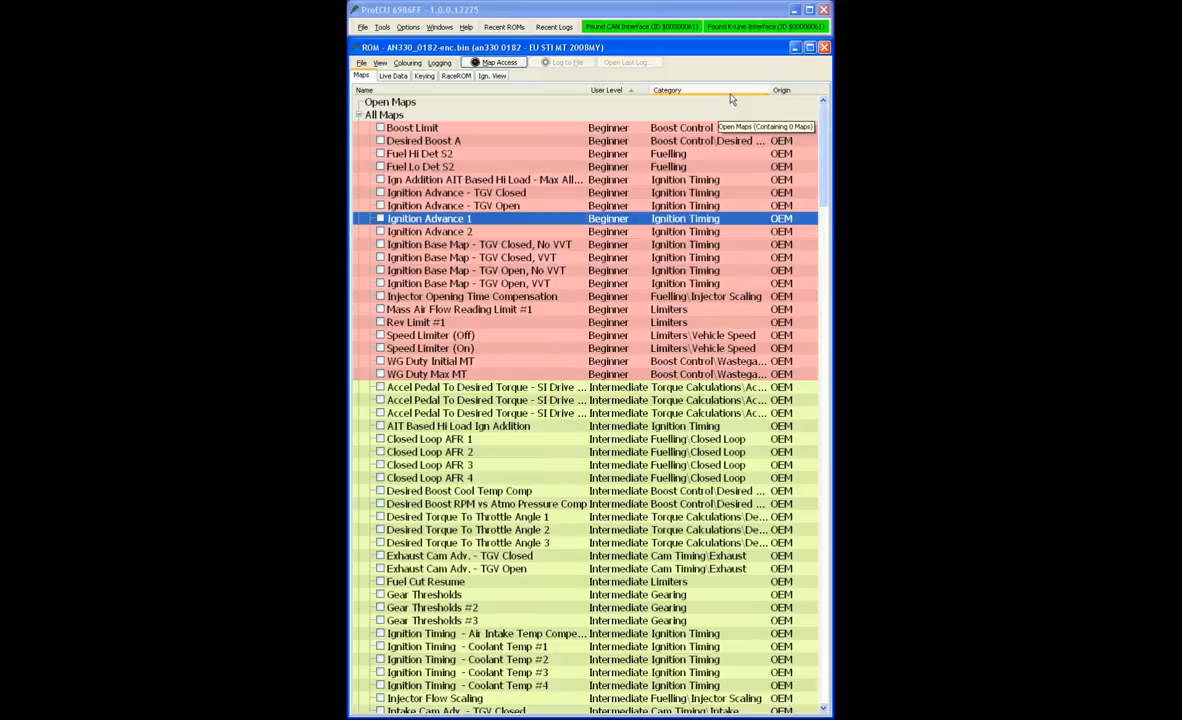 ProECU 6986FF - 1.0.0.12275
File Tools Options Windows Help Recent ROMs Recent Logs Found CAN Interface (ID $00000061) Found K-Line Interface (ID $00000061)
ROM - AN330_0182-enc.bin (an330 0182 - EU STI MT 2008MY)
File View Colouring Logging Map Access Log to File Open Last Log...
Maps Live Data Keying RaceROM Ign. View
Name User Level Category Origin
Open Maps
All Maps
Open Maps (Containing 0 Maps)
Boost Limit Beginner Boost Control
Desired Boost A Beginner Boost Control\Desired ... OEM
Fuel Hi Det S2 Beginner Fuelling OEM
Fuel Lo Det S2 Beginner Fuelling OEM
Ign Addition AIT Based Hi Load - Max All... Beginner Ignition Timing OEM
Ignition Advance - TGV Closed Beginner Ignition Timing OEM
Ignition Advance - TGV Open Beginner Ignition Timing OEM
Ignition Advance 1 Beginner Ignition Timing OEM
Ignition Advance 2 Beginner Ignition Timing OEM
Ignition Base Map - TGV Closed, No VVT Beginner Ignition Timing OEM
Ignition Base Map - TGV Closed, VVT Beginner Ignition Timing OEM
Ignition Base Map - TGV Open, No VVT Beginner Ignition Timing OEM
Ignition Base Map - TGV Open, VVT Beginner Ignition Timing OEM
Injector Opening Time Compensation Beginner Fuelling\Injector Scaling OEM
Mass Air Flow Reading Limit #1 Beginner Limiters OEM
Rev Limit #1 Beginner Limiters OEM
Speed Limiter (Off) Beginner Limiters\Vehicle Speed OEM
Speed Limiter (On) Beginner Limiters\Vehicle Speed OEM
WG Duty Initial MT Beginner Boost Control\Wastega... OEM
WG Duty Max MT Beginner Boost Control\Wastega... OEM
Accel Pedal To Desired Torque - SI Drive ... Intermediate Torque Calculations\Ac... OEM
Accel Pedal To Desired Torque - SI Drive ... Intermediate Torque Calculations\Ac... OEM
Accel Pedal To Desired Torque - SI Drive ... Intermediate Torque Calculations\Ac... OEM
AIT Based Hi Load Ign Addition Intermediate Ignition Timing OEM
Closed Loop AFR 1 Intermediate Fuelling\Closed Loop OEM
Closed Loop AFR 2 Intermediate Fuelling\Closed Loop OEM
Closed Loop AFR 3 Intermediate Fuelling\Closed Loop OEM
Closed Loop AFR 4 Intermediate Fuelling\Closed Loop OEM
Desired Boost Cool Temp Comp Intermediate Boost Control\Desired ... OEM
Desired Boost RPM vs Atmo Pressure Comp Intermediate Boost Control\Desired ... OEM
Desired Torque To Throttle Angle 1 Intermediate Torque Calculations\De... OEM
Desired Torque To Throttle Angle 2 Intermediate Torque Calculations\De... OEM
Desired Torque To Throttle Angle 3 Intermediate Torque Calculations\De... OEM
Exhaust Cam Adv. - TGV Closed Intermediate Cam Timing\Exhaust OEM
Exhaust Cam Adv. - TGV Open Intermediate Cam Timing\Exhaust OEM
Fuel Cut Resume Intermediate Limiters OEM
Gear Thresholds Intermediate Gearing OEM
Gear Thresholds #2 Intermediate Gearing OEM
Gear Thresholds #3 Intermediate Gearing OEM
Ignition Timing - Air Intake Temp Compe... Intermediate Ignition Timing OEM
Ignition Timing - Coolant Temp #1 Intermediate Ignition Timing OEM
Ignition Timing - Coolant Temp #2 Intermediate Ignition Timing OEM
Ignition Timing - Coolant Temp #3 Intermediate Ignition Timing OEM
Ignition Timing - Coolant Temp #4 Intermediate Ignition Timing OEM
Injector Flow Scaling Intermediate Fuelling\Injector Scaling OEM
Intake Cam Adv. - TGV Closed Intermediate Cam Timing\Intake OEM